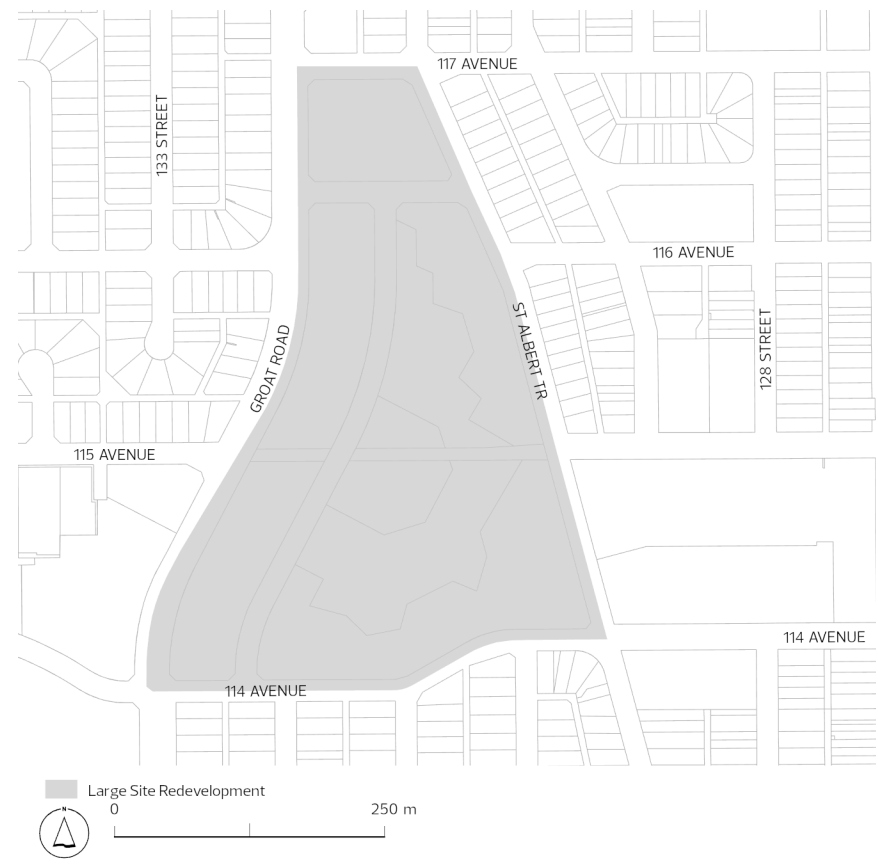 117 AVENUE
133 STREET
116 AVENUE
ST ALBERT TR
128 STREET
GROAT ROAD
115 AVENUE
114 AVENUE
114 AVENUE
Large Site Redevelopment
N
0 250 m